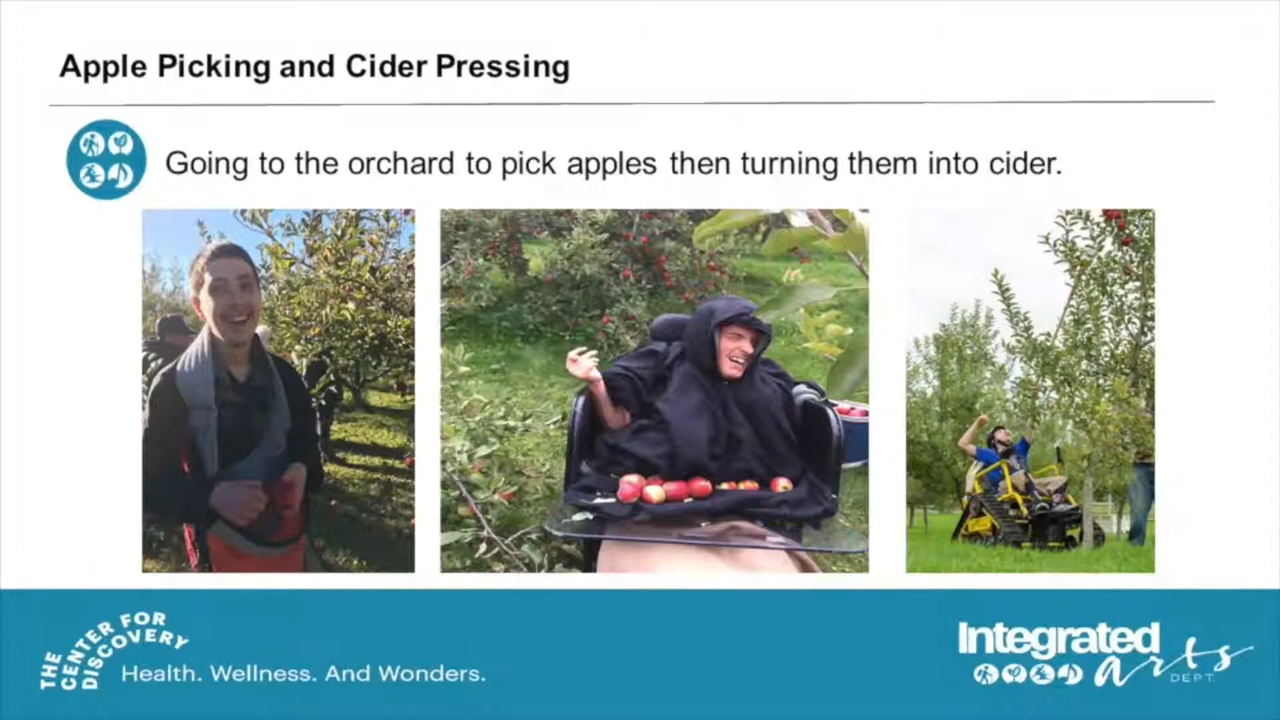 Apple Picking and Cider Pressing
Going to the orchard to pick apples then turning them into cider.
THE CENTER FOR DISCOVERY
Health. Wellness. And Wonders.
Integrated
arts
DEPT.